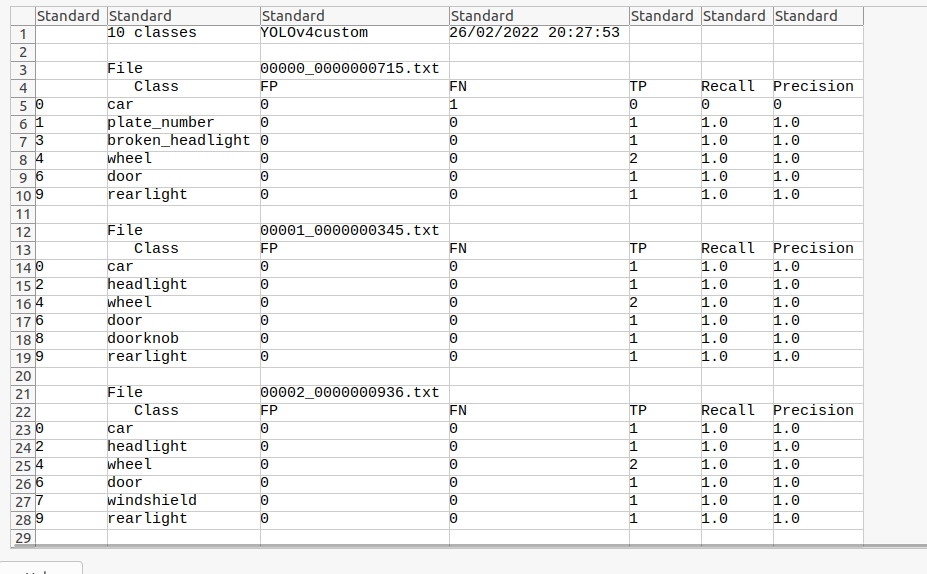 Standard Standard Standard Standard Standard Standard Standard
1 10 classes YOLOv4custom 26/02/2022 20:27:53
2
3 File 00000_0000000715.txt
4 Class FP FN TP Recall Precision
5 0 car 0 1 0 0 0
6 1 plate_number 0 0 1 1.0 1.0
7 3 broken_headlight 0 0 1 1.0 1.0
8 4 wheel 0 0 2 1.0 1.0
9 6 door 0 0 1 1.0 1.0
10 9 rearlight 0 0 1 1.0 1.0
11
12 File 00001_0000000345.txt
13 Class FP FN TP Recall Precision
14 0 car 0 0 1 1.0 1.0
15 2 headlight 0 0 1 1.0 1.0
16 4 wheel 0 0 2 1.0 1.0
17 6 door 0 0 1 1.0 1.0
18 8 doorknob 0 0 1 1.0 1.0
19 9 rearlight 0 0 1 1.0 1.0
20
21 File 00002_0000000936.txt
22 Class FP FN TP Recall Precision
23 0 car 0 0 1 1.0 1.0
24 2 headlight 0 0 1 1.0 1.0
25 4 wheel 0 0 2 1.0 1.0
26 6 door 0 0 1 1.0 1.0
27 7 windshield 0 0 1 1.0 1.0
28 9 rearlight 0 0 1 1.0 1.0
29